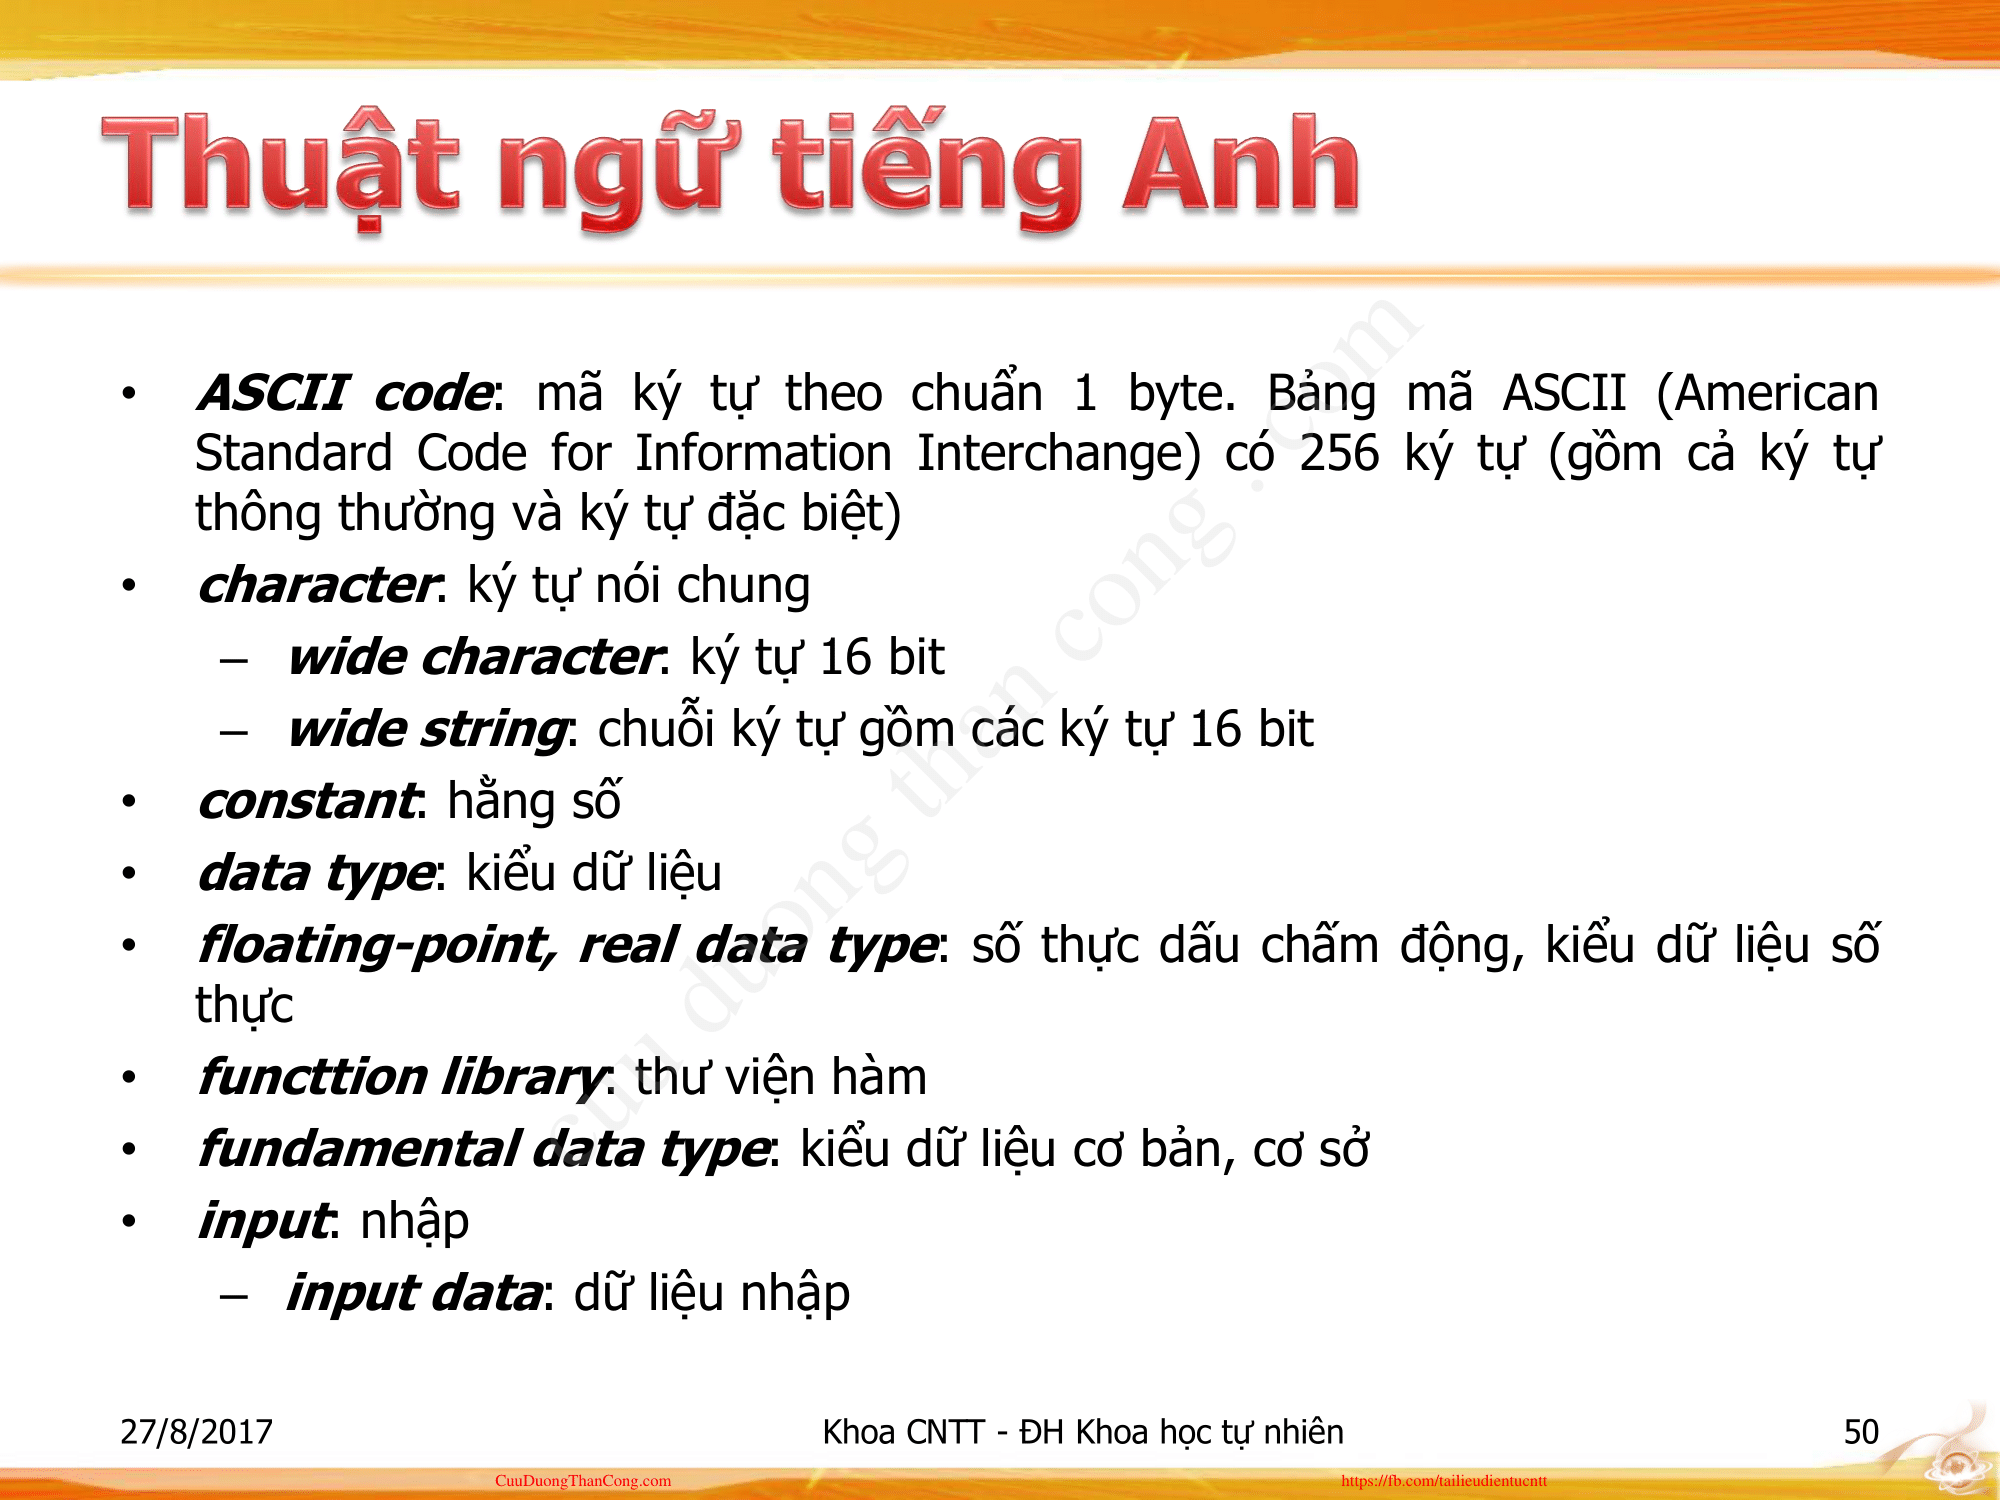 Thuật ngữ tiếng Anh
• ASCII code: mã ký tự theo chuẩn 1 byte. Bảng mã ASCII (American
Standard Code for Information Interchange) có 256 ký tự (gồm cả ký tự
thông thường và ký tự đặc biệt)
• character: ký tự nói chung
– wide character: ký tự 16 bit
– wide string: chuỗi ký tự gồm các ký tự 16 bit
• constant: hằng số
• data type: kiểu dữ liệu
• floating-point, real data type: số thực dấu chấm động, kiểu dữ liệu số
thực
• functtion library: thư viện hàm
• fundamental data type: kiểu dữ liệu cơ bản, cơ sở
• input: nhập
– input data: dữ liệu nhập
cuu duong than cong . com
27/8/2017 Khoa CNTT - ĐH Khoa học tự nhiên 50
CuuDuongThanCong.com https://fb.com/tailieudientucntt